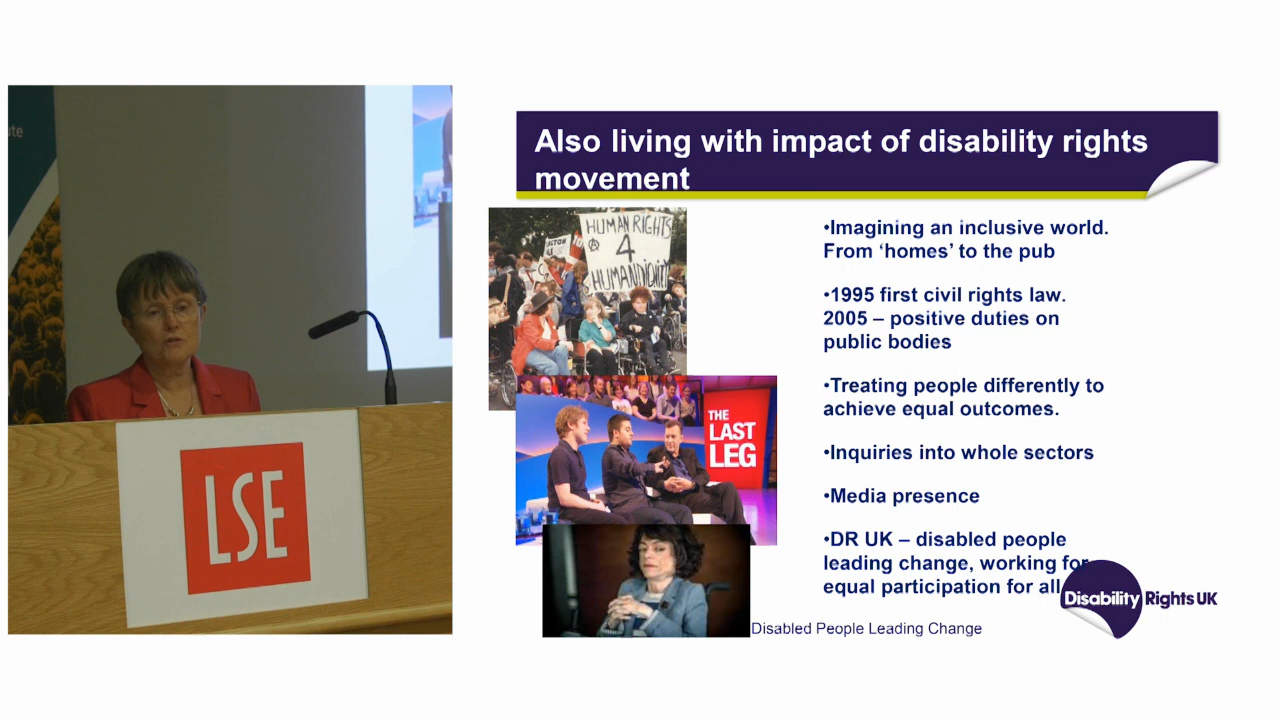 ute
LSE
Also living with impact of disability rights
movement
HUMAN RIGHTS
4
HUMAN DIGNITY
THE
LAST
LEG
•Imagining an inclusive world.
From ‘homes’ to the pub
•1995 first civil rights law.
2005 – positive duties on
public bodies
•Treating people differently to
achieve equal outcomes.
•Inquiries into whole sectors
•Media presence
•DR UK – disabled people
leading change, working for
equal participation for all
Disability Rights UK
Disabled People Leading Change